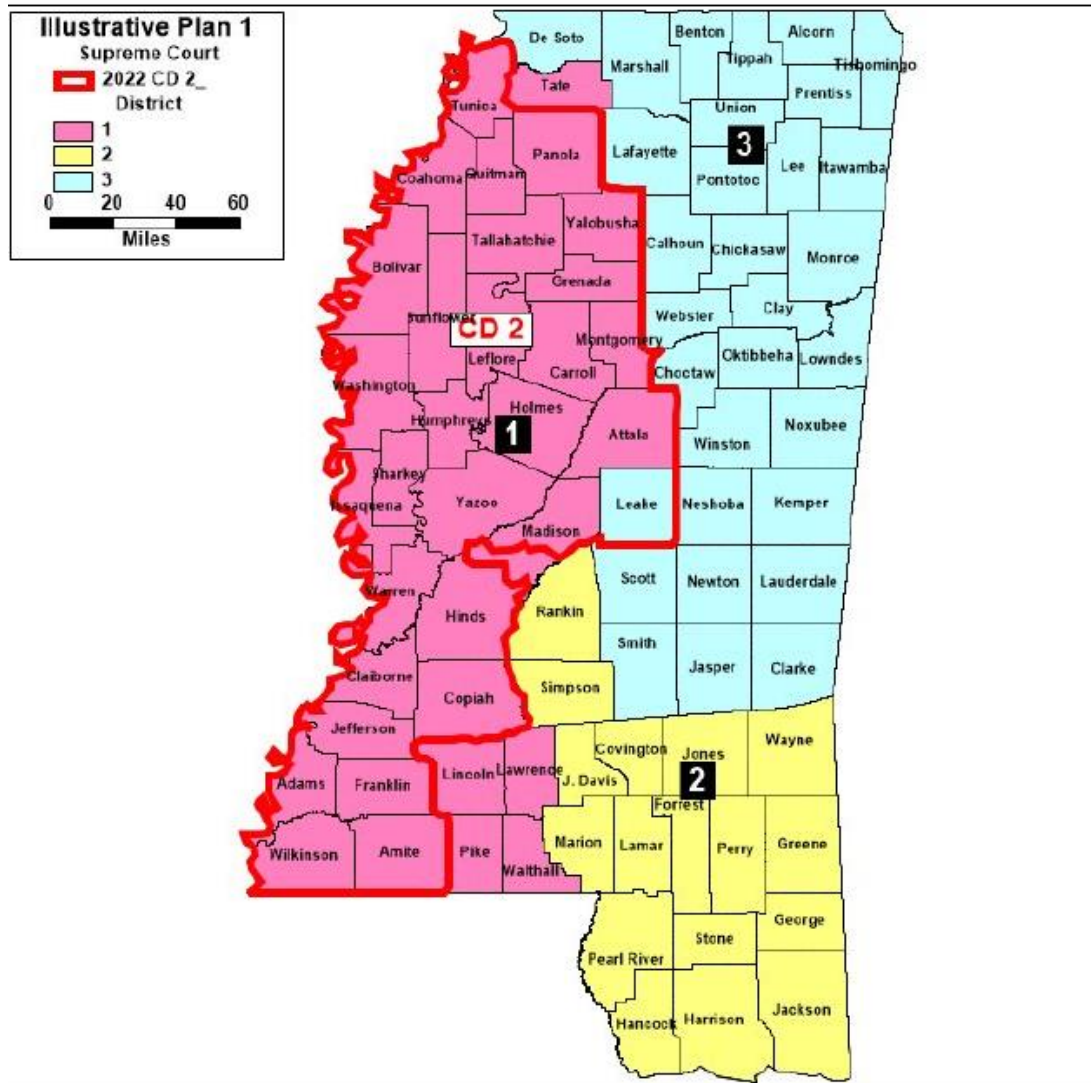 Illustrative Plan 1
Supreme Court
2022 CD 2_
District
1
2
3
0 20 40 60
Miles
De Soto
Marshall
Benton
Tippah
Alcorn
Tishomingo
Prentiss
Union
Tate
Tunica
Panola
Lafayette
3
Pontotoc
Lee
Itawamba
Coahoma
Quitman
Tallahatchie
Yalobusha
Calhoun
Chickasaw
Monroe
Bolivar
Grenada
Sunflower
CD 2
Leflore
Carroll
Montgomery
Webster
Clay
Choctaw
Oktibbeha
Lowndes
Washington
Humphreys
Holmes
1
Attala
Winston
Noxubee
Sharkey
Issaquena
Yazoo
Madison
Leake
Neshoba
Kemper
Warren
Hinds
Rankin
Scott
Newton
Lauderdale
Claiborne
Copiah
Simpson
Smith
Jasper
Clarke
Jefferson
Adams
Franklin
Lincoln
Lawrence
J. Davis
Covington
Jones
Wayne
2
Wilkinson
Amite
Pike
Walthall
Marion
Lamar
Forrest
Perry
Greene
Pearl River
Stone
George
Hancock
Harrison
Jackson